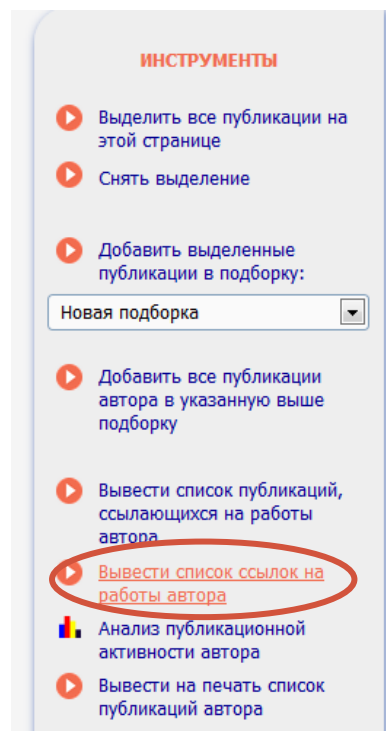 ИНСТРУМЕНТЫ
Выделить все публикации на
этой странице
Снять выделение
Добавить выделенные
публикации в подборку:
Новая подборка
Добавить все публикации
автора в указанную выше
подборку
Вывести список публикаций,
ссылающихся на работы
автора
Вывести список ссылок на
работы автора
Анализ публикационной
активности автора
Вывести на печать список
публикаций автора